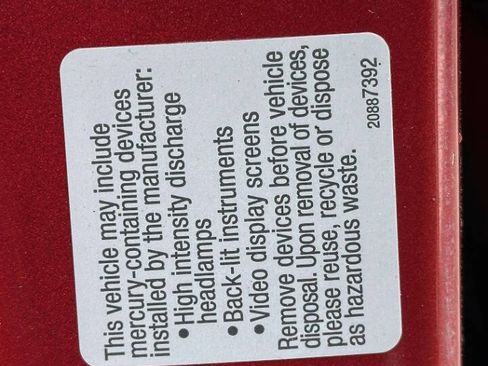 This vehicle may include
mercury-containing devices
installed by the manufacturer:
• High intensity discharge
headlamps
• Back-lit instruments
• Video display screens
Remove devices before vehicle
disposal. Upon removal of devices,
please reuse, recycle or dispose
as hazardous waste.
20887392